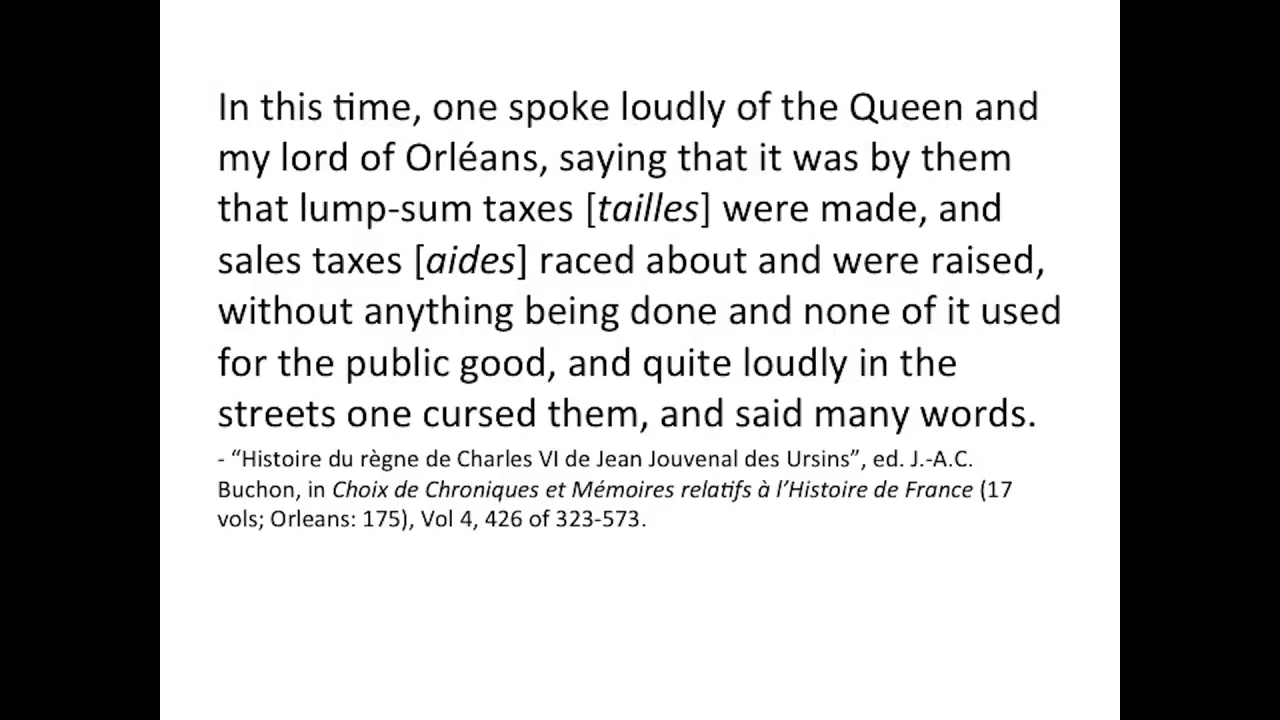 In this time, one spoke loudly of the Queen and
my lord of Orléans, saying that it was by them
that lump-sum taxes [tailles] were made, and
sales taxes [aides] raced about and were raised,
without anything being done and none of it used
for the public good, and quite loudly in the
streets one cursed them, and said many words.
- “Histoire du règne de Charles VI de Jean Jouvenal des Ursins”, ed. J.-A.C.
Buchon, in Choix de Chroniques et Mémoires relatifs à l’Histoire de France (17
vols; Orleans: 175), Vol 4, 426 of 323-573.